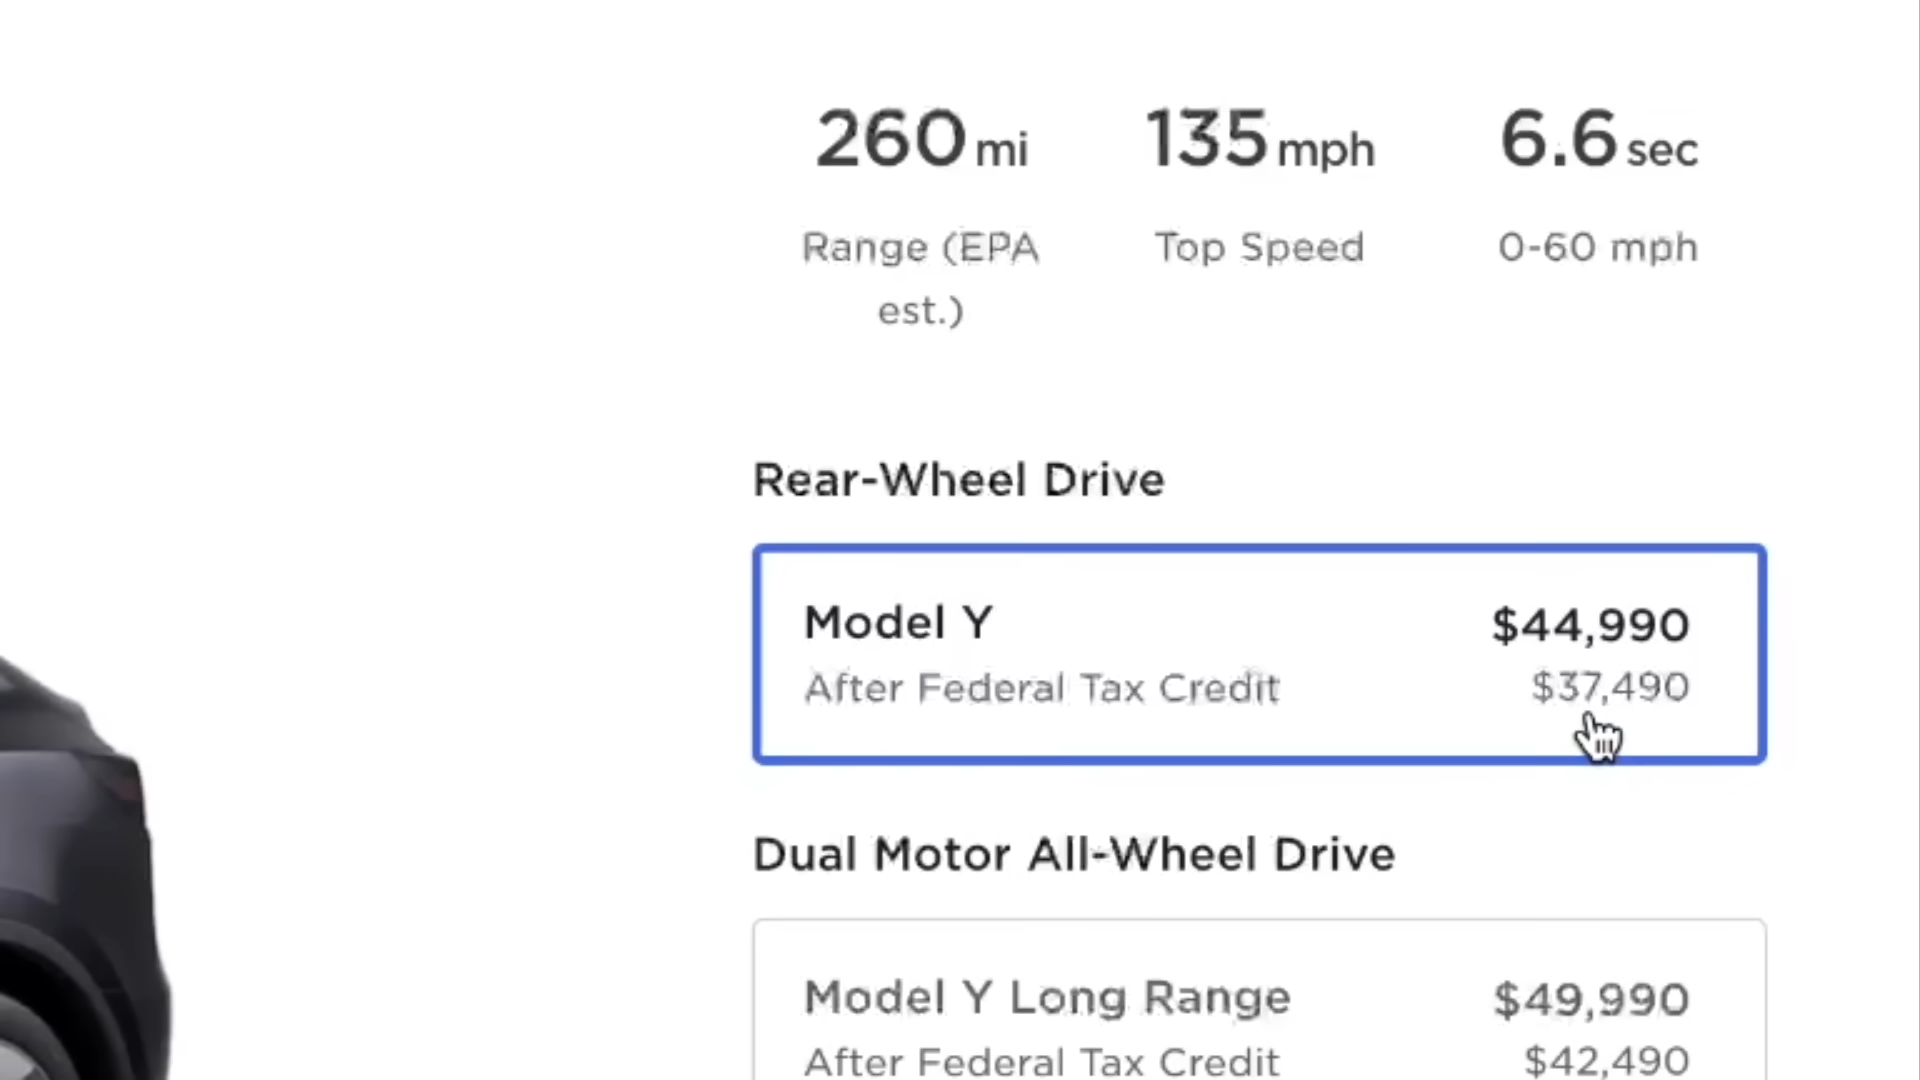 260 mi 135 mph 6.6 sec
Range (EPA est.) Top Speed 0-60 mph
Rear-Wheel Drive
Model Y $44,990
After Federal Tax Credit $37,490
Dual Motor All-Wheel Drive
Model Y Long Range $49,990
After Federal Tax Credit $42,490